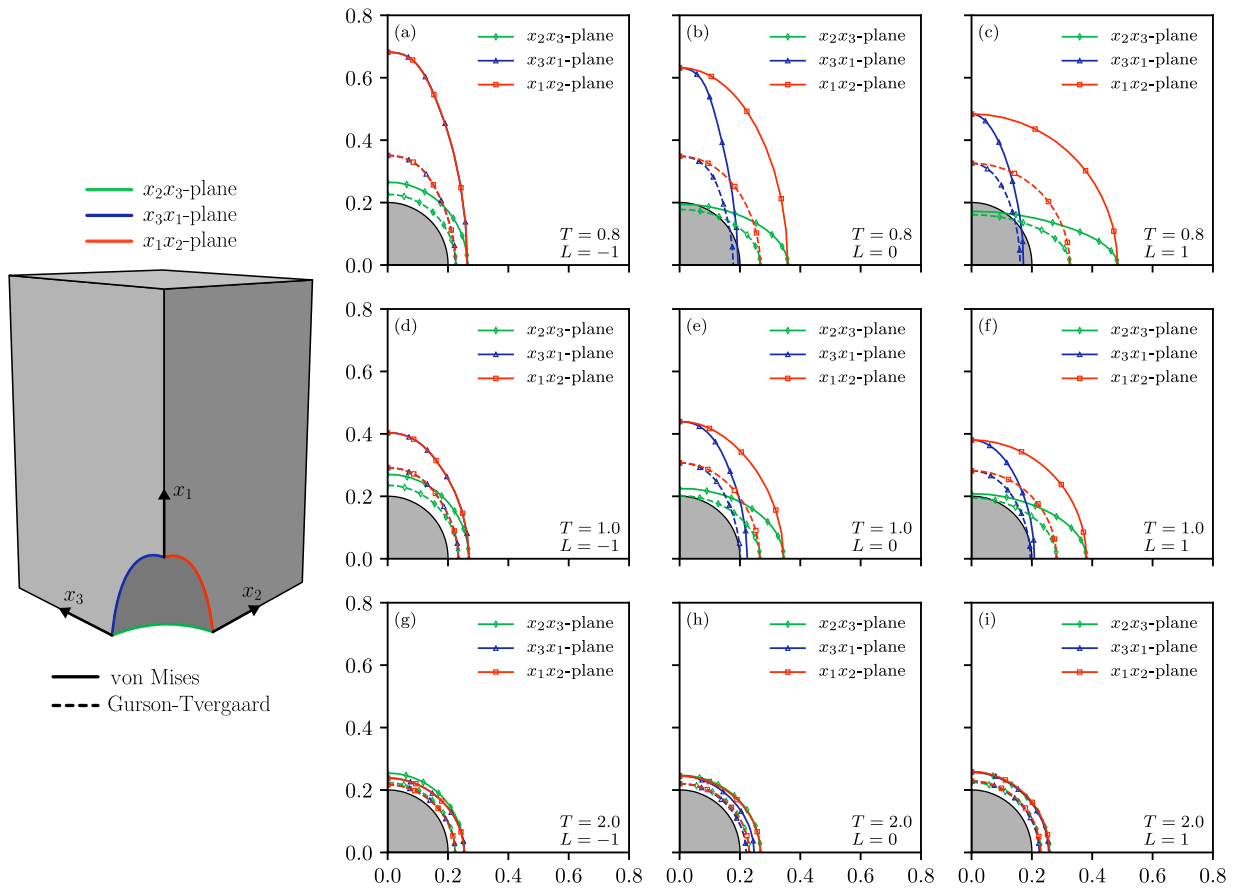 x₂x₃-plane
x₃x₁-plane
x₁x₂-plane
x₁
x₃
x₂
von Mises
Gurson-Tvergaard
0.8
0.6
0.4
0.2
0.0
(a)
x₂x₃-plane
x₃x₁-plane
x₁x₂-plane
T = 0.8
L = −1
(b)
x₂x₃-plane
x₃x₁-plane
x₁x₂-plane
T = 0.8
L = 0
(c)
x₂x₃-plane
x₃x₁-plane
x₁x₂-plane
T = 0.8
L = 1
0.8
0.6
0.4
0.2
0.0
(d)
x₂x₃-plane
x₃x₁-plane
x₁x₂-plane
T = 1.0
L = −1
(e)
x₂x₃-plane
x₃x₁-plane
x₁x₂-plane
T = 1.0
L = 0
(f)
x₂x₃-plane
x₃x₁-plane
x₁x₂-plane
T = 1.0
L = 1
0.8
0.6
0.4
0.2
0.0
(g)
x₂x₃-plane
x₃x₁-plane
x₁x₂-plane
T = 2.0
L = −1
(h)
x₂x₃-plane
x₃x₁-plane
x₁x₂-plane
T = 2.0
L = 0
(i)
x₂x₃-plane
x₃x₁-plane
x₁x₂-plane
T = 2.0
L = 1
0.0 0.2 0.4 0.6 0.8
0.0 0.2 0.4 0.6 0.8
0.0 0.2 0.4 0.6 0.8